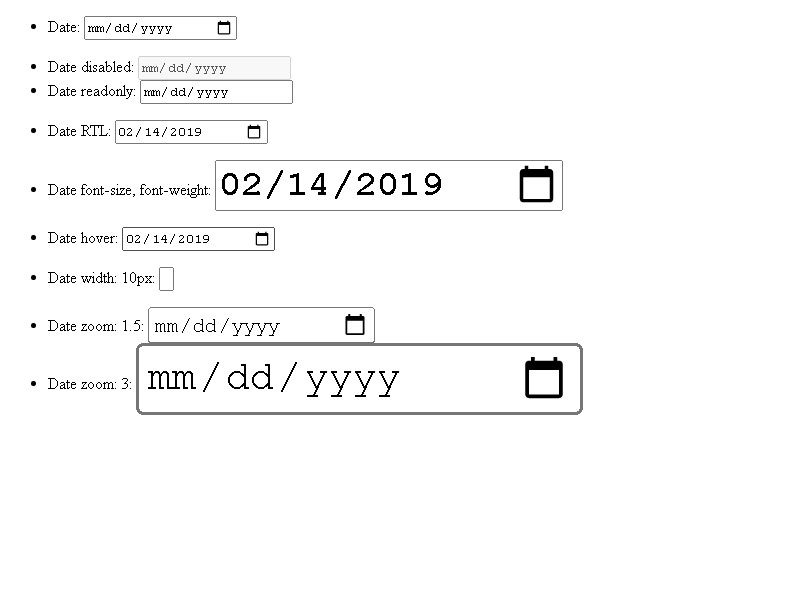 Date: mm/dd/yyyy
Date disabled: mm/dd/yyyy
Date readonly: mm/dd/yyyy
Date RTL: 02/14/2019
Date font-size, font-weight: 02/14/2019
Date hover: 02/14/2019
Date width: 10px:
Date zoom: 1.5: mm/dd/yyyy
Date zoom: 3: mm/dd/yyyy